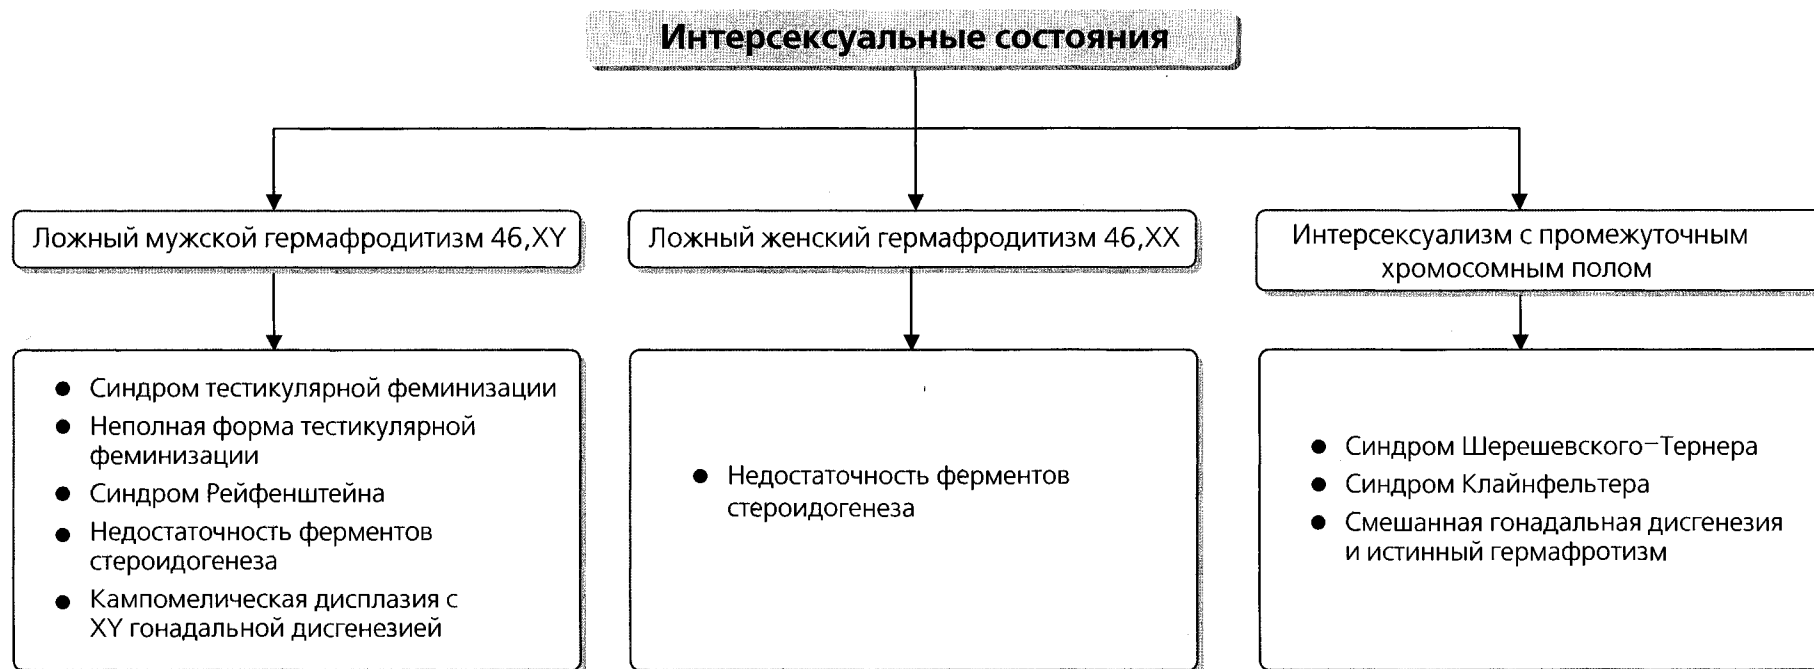 Интерсексуальные состояния
Ложный мужской гермафродитизм 46,XY
Ложный женский гермафродитизм 46,XX
Интерсексуализм с промежуточным
хромосомным полом
● Синдром тестикулярной феминизации
● Неполная форма тестикулярной
феминизации
● Синдром Рейфенштейна
● Недостаточность ферментов
стероидогенеза
● Кампомелическая дисплазия с
XY гонадальной дисгенезией
● Недостаточность ферментов
стероидогенеза
● Синдром Шерешевского–Тернера
● Синдром Клайнфельтера
● Смешанная гонадальная дисгенезия
и истинный гермафротизм